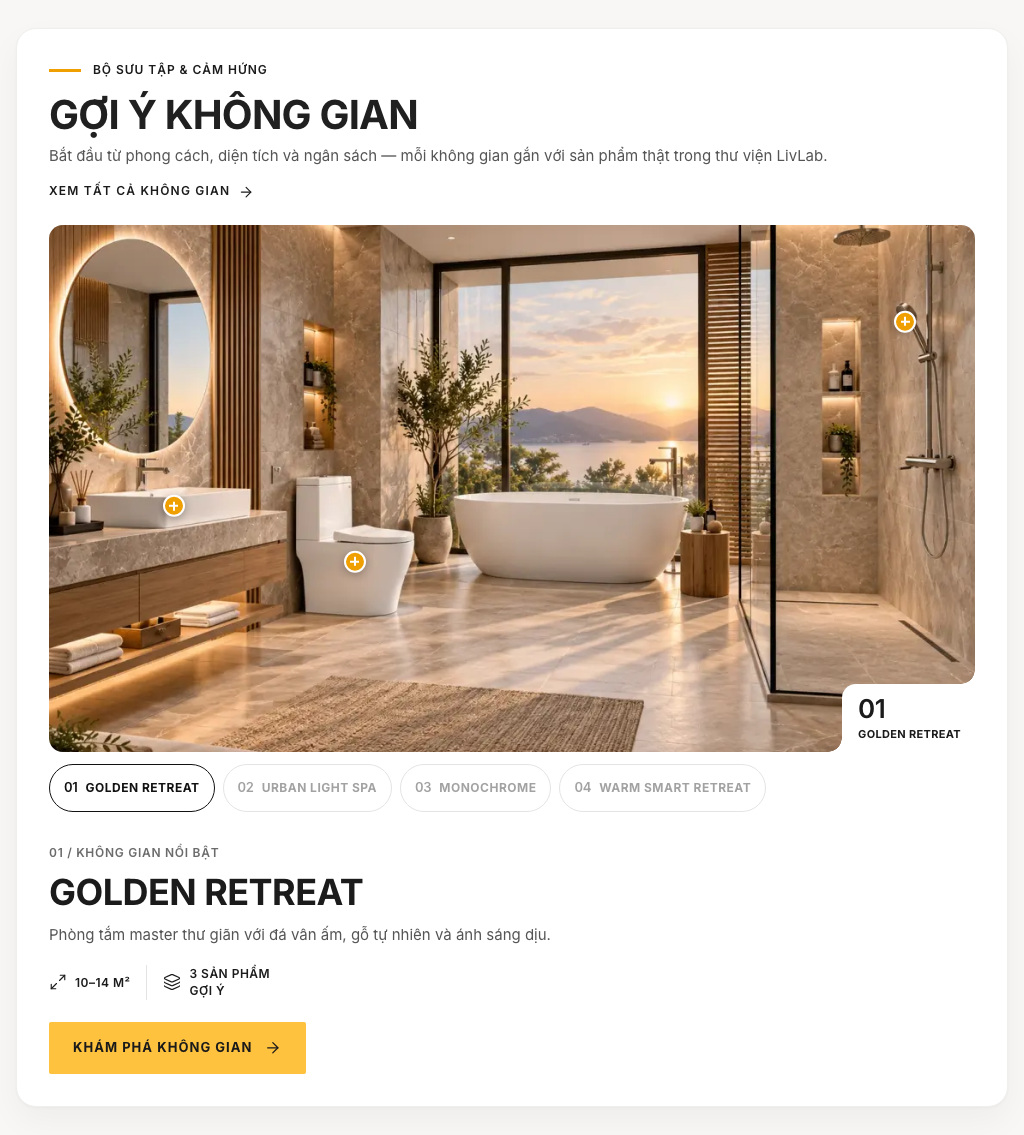 BỘ SƯU TẬP & CẢM HỨNG
GỢI Ý KHÔNG GIAN
Bắt đầu từ phong cách, diện tích và ngân sách — mỗi không gian gắn với sản phẩm thật trong thư viện LivLab.
XEM TẤT CẢ KHÔNG GIAN
01
GOLDEN RETREAT
01 GOLDEN RETREAT
02 URBAN LIGHT SPA
03 MONOCHROME
04 WARM SMART RETREAT
01 / KHÔNG GIAN NỔI BẬT
GOLDEN RETREAT
Phòng tắm master thư giãn với đá vân ấm, gỗ tự nhiên và ánh sáng dịu.
10–14 M²
3 SẢN PHẨM
GỢI Ý
KHÁM PHÁ KHÔNG GIAN